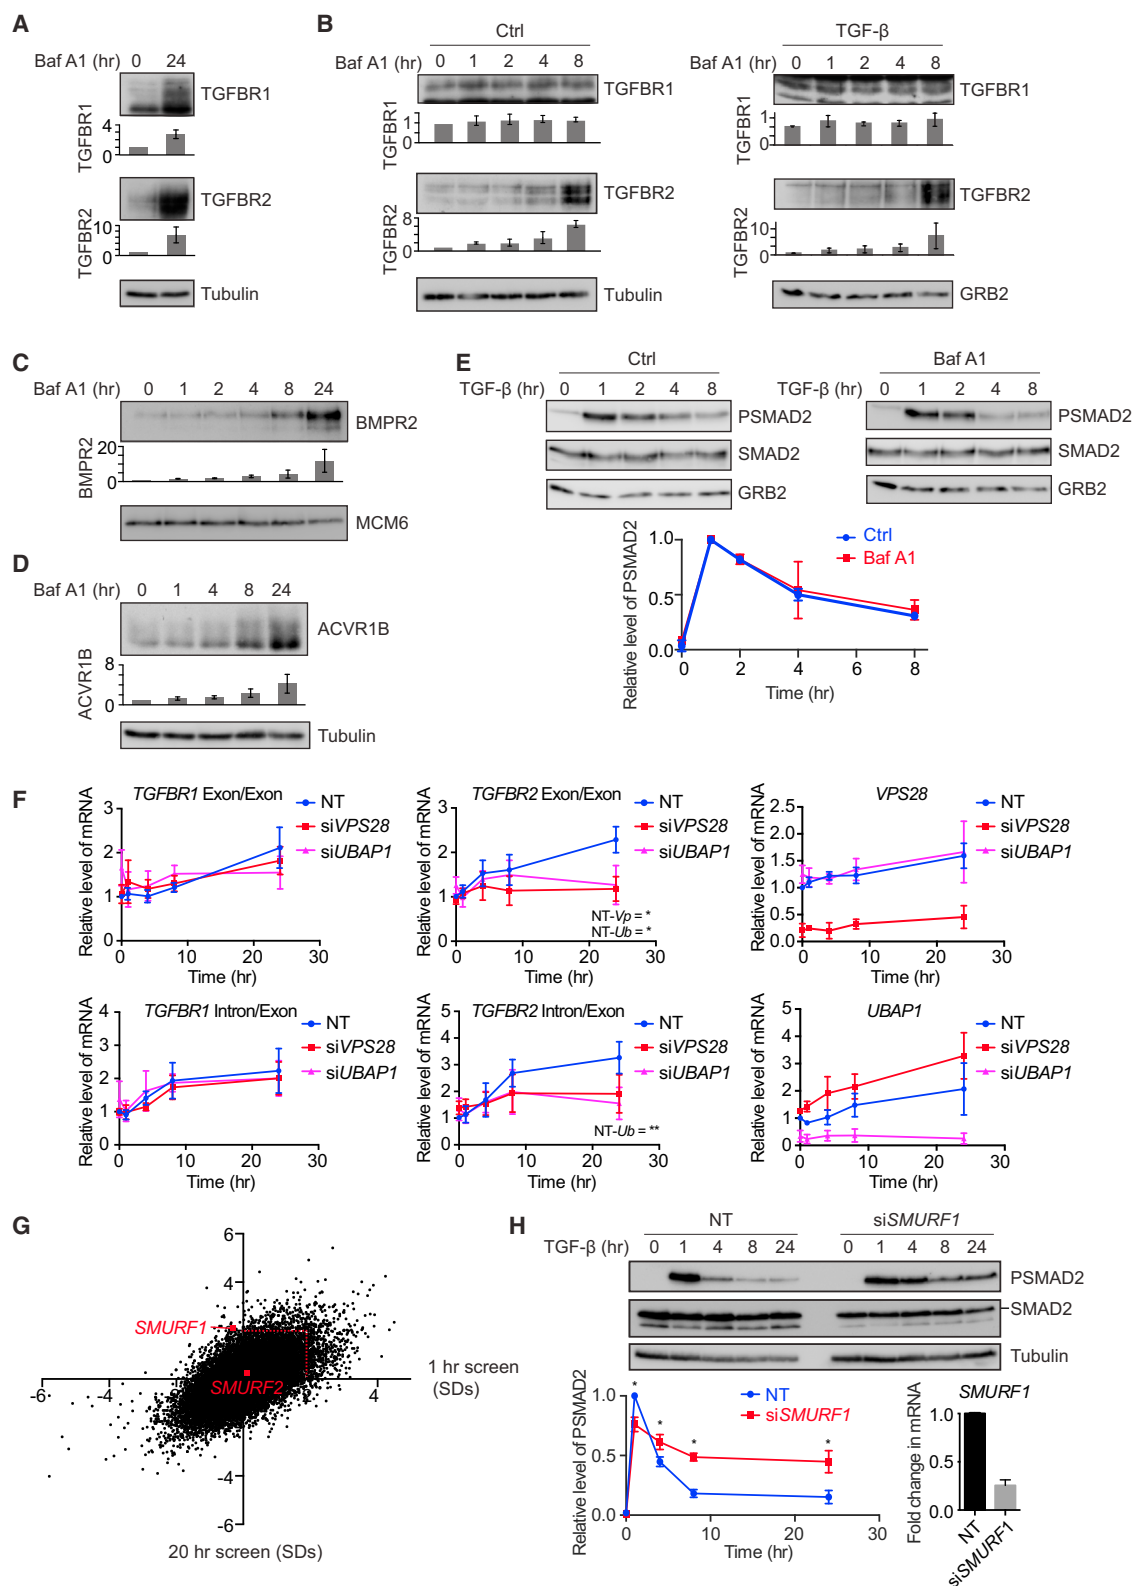 A
Baf A1 (hr) 0 24
TGFBR1
TGFBR1
4
0
TGFBR2
TGFBR2
10
0
Tubulin
B
Ctrl
Baf A1 (hr) 0 1 2 4 8
TGFBR1
TGFBR1
1
0
TGFBR2
TGFBR2
8
0
Tubulin
TGF-β
Baf A1 (hr) 0 1 2 4 8
TGFBR1
TGFBR1
1
0
TGFBR2
TGFBR2
10
0
GRB2
C
Baf A1 (hr) 0 1 2 4 8 24
BMPR2
BMPR2
20
0
MCM6
D
Baf A1 (hr) 0 1 4 8 24
ACVR1B
ACVR1B
8
0
Tubulin
E
Ctrl
TGF-β (hr) 0 1 2 4 8
PSMAD2
SMAD2
GRB2
Baf A1
TGF-β (hr) 0 1 2 4 8
PSMAD2
SMAD2
GRB2
Relative level of PSMAD2
1.0
0.5
0.0
0 2 4 6 8
Time (hr)
Ctrl
Baf A1
F
TGFBR1 Exon/Exon
Relative level of mRNA
3
2
1
0
0 10 20 30
Time (hr)
NT
siVPS28
siUBAP1
TGFBR2 Exon/Exon
Relative level of mRNA
3
2
1
0
0 10 20 30
Time (hr)
NT
siVPS28
siUBAP1
NT-Vp = *
NT-Ub = *
VPS28
Relative level of mRNA
2.5
2.0
1.5
1.0
0.5
0.0
0 10 20 30
Time (hr)
NT
siVPS28
siUBAP1
TGFBR1 Intron/Exon
Relative level of mRNA
4
3
2
1
0
0 10 20 30
Time (hr)
NT
siVPS28
siUBAP1
TGFBR2 Intron/Exon
Relative level of mRNA
4
3
2
1
0
0 10 20 30
Time (hr)
NT
siVPS28
siUBAP1
NT-Ub = **
UBAP1
Relative level of mRNA
5
4
3
2
1
0
0 10 20 30
Time (hr)
NT
siVPS28
siUBAP1
G
6
4
-4
-6
-6 -4 4
SMURF1
SMURF2
1 hr screen
(SDs)
20 hr screen (SDs)
H
NT
siSMURF1
TGF-β (hr) 0 1 4 8 24 0 1 4 8 24
PSMAD2
SMAD2
Tubulin
Relative level of PSMAD2
1.0
0.5
0.0
0 10 20 30
Time (hr)
NT
siSMURF1
* * * *
SMURF1
Fold change in mRNA
1.0
0.5
0.0
NT
siSMURF1